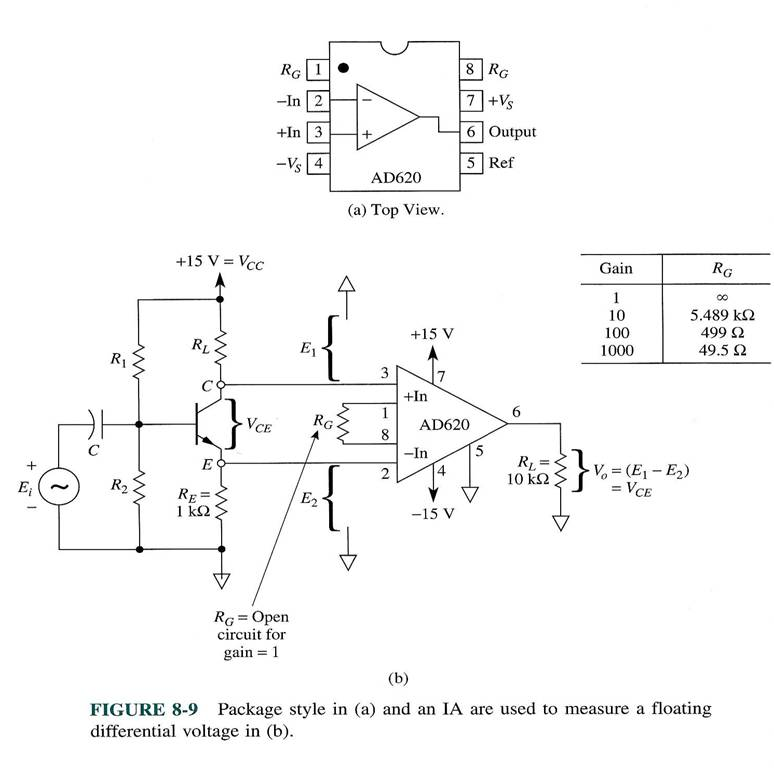 R_G 1
8 R_G
−In 2
7 +V_S
+In 3
6 Output
−V_S 4
5 Ref
− +
AD620
(a) Top View.
+15 V = V_CC
Gain R_G
1 ∞
10 5.489 kΩ
100 499 Ω
1000 49.5 Ω
R_1
R_L
E_1
+15 V
C
3
7
+In
1
R_G
AD620
6
8
−In
V_CE
C
E
2
4
5
+
E_i
−
R_2
R_E =
1 kΩ
E_2
−15 V
R_L =
10 kΩ
V_o = (E_1 − E_2)
= V_CE
R_G = Open
circuit for
gain = 1
(b)
FIGURE 8-9 Package style in (a) and an IA are used to measure a floating
differential voltage in (b).